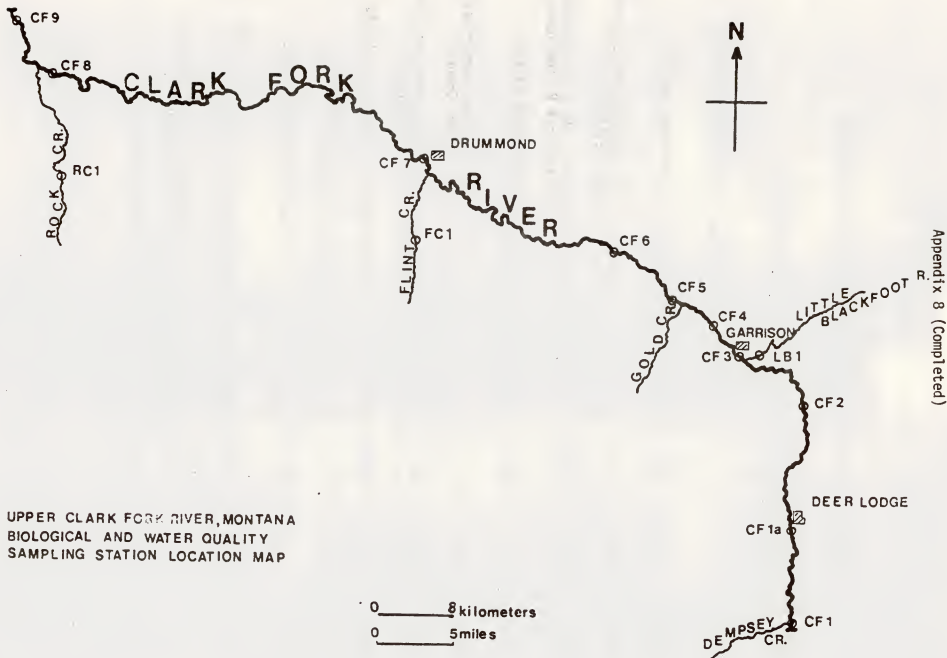 CF9
CF8
CLARK FORK
RIVER
N
ROCK CR.
RC1
CF7
DRUMMOND
FLINT CR.
FC1
CF6
CF5
GOLD CR.
CF4
GARRISON
CF3
LB1
LITTLE
BLACKFOOT R.
CF2
DEER LODGE
CF1a
CF1
DEMPSEY
CR.
UPPER CLARK FORK RIVER, MONTANA
BIOLOGICAL AND WATER QUALITY
SAMPLING STATION LOCATION MAP
0 8 kilometers
0 5 miles
Appendix 8 (Completed)